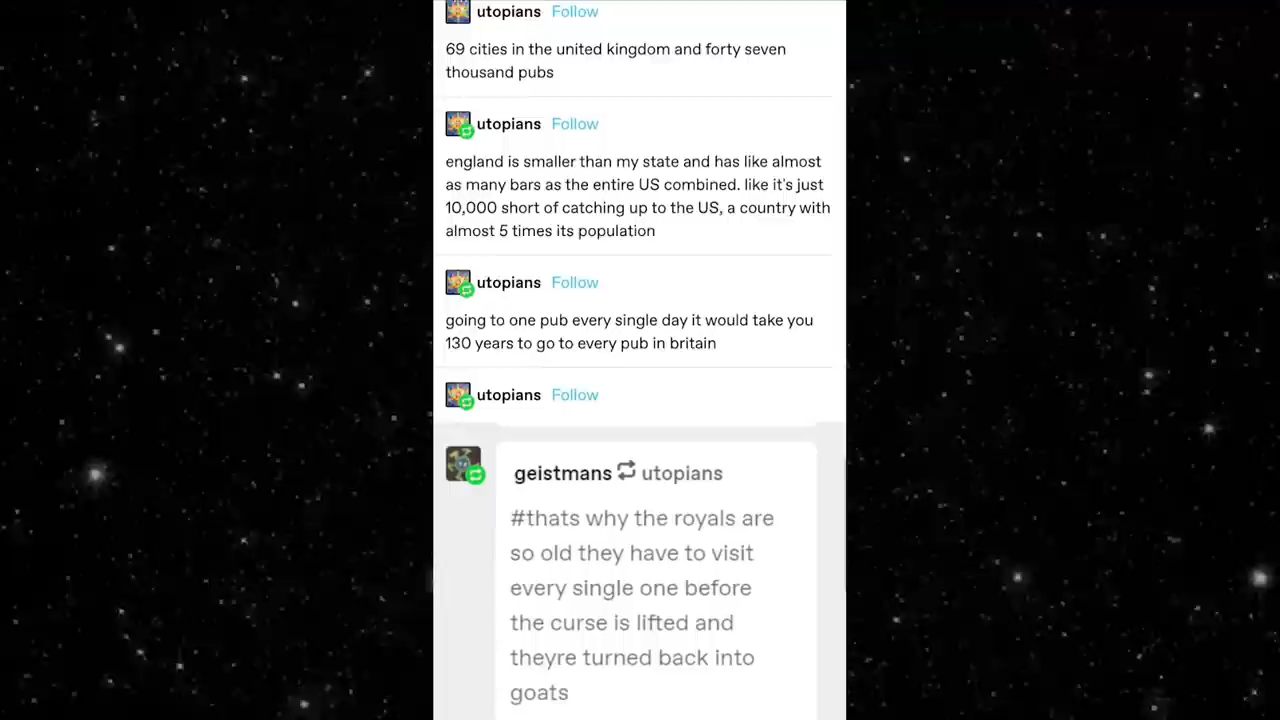 utopians Follow
69 cities in the united kingdom and forty seven
thousand pubs
utopians Follow
england is smaller than my state and has like almost
as many bars as the entire US combined. like it's just
10,000 short of catching up to the US, a country with
almost 5 times its population
utopians Follow
going to one pub every single day it would take you
130 years to go to every pub in britain
utopians Follow
geistmans utopians
#thats why the royals are
so old they have to visit
every single one before
the curse is lifted and
theyre turned back into
goats